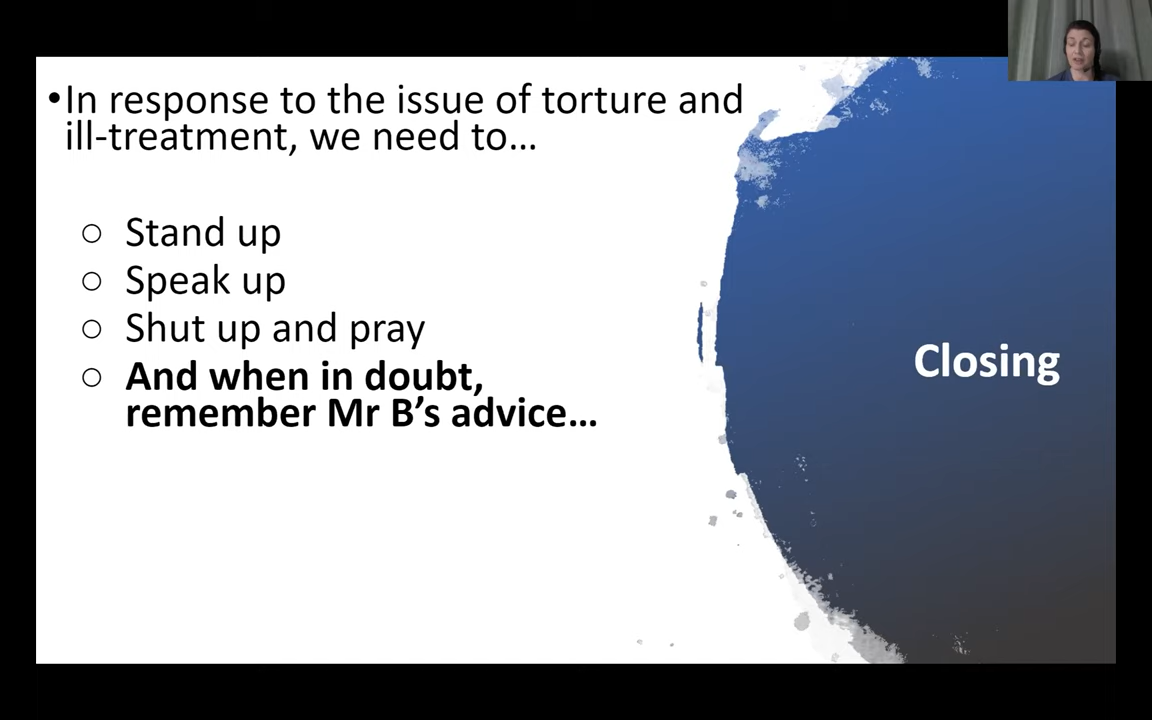 •In response to the issue of torture and
ill-treatment, we need to…
○ Stand up
○ Speak up
○ Shut up and pray
○ And when in doubt,
remember Mr B’s advice…
Closing